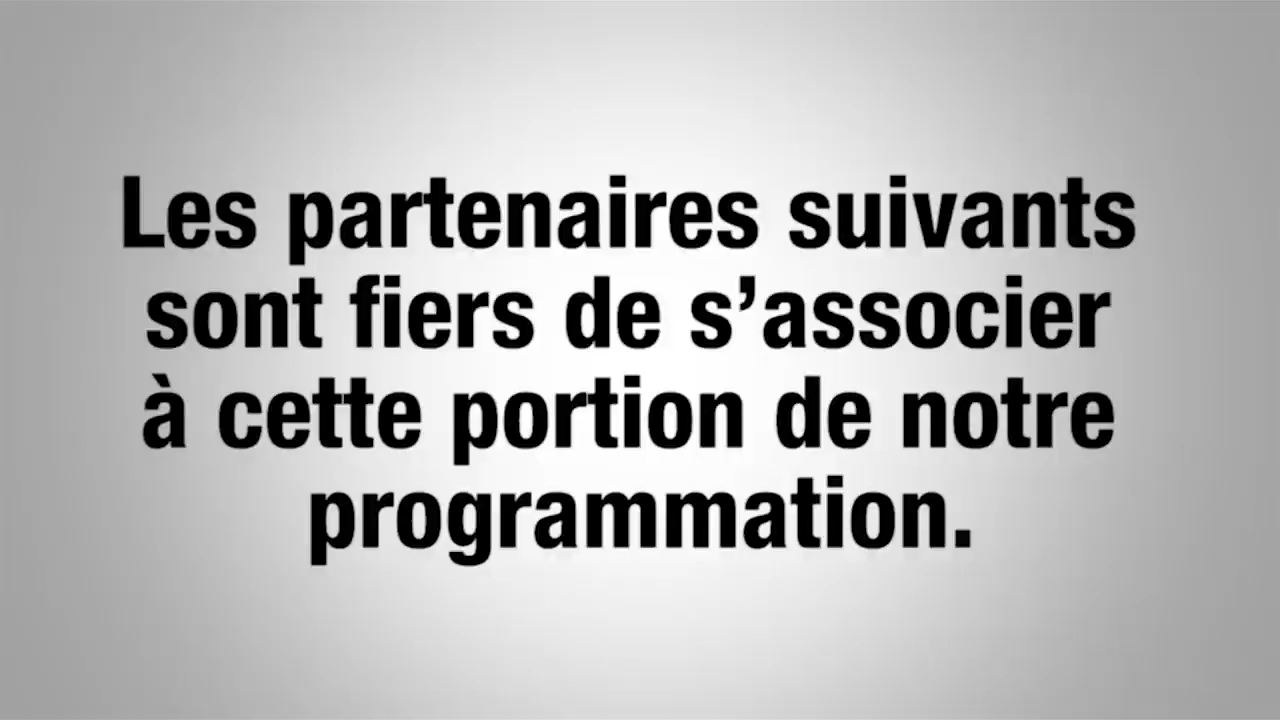 Les partenaires suivants
sont fiers de s’associer
à cette portion de notre
programmation.